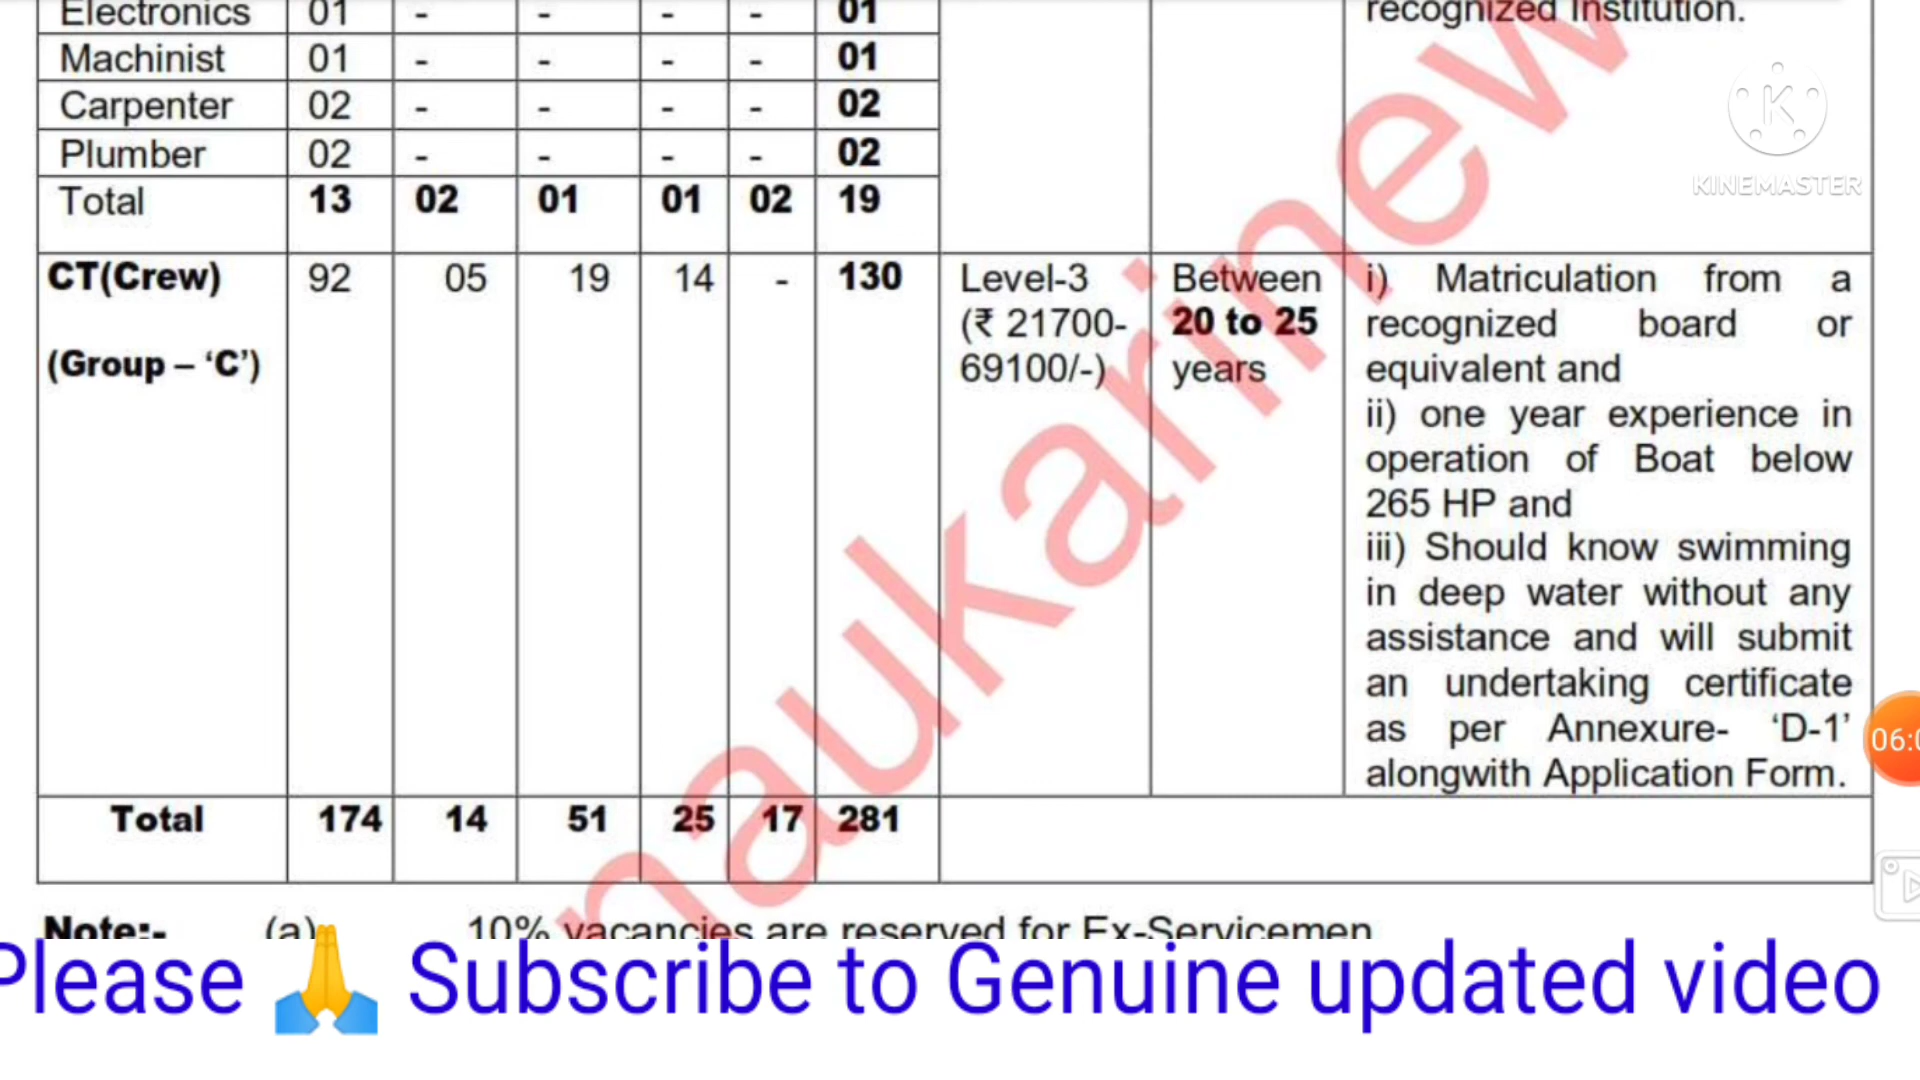 Electronics 01 - - - - 01
recognized Institution.
Machinist 01 - - - - 01
Carpenter 02 - - - - 02
Plumber 02 - - - - 02
Total 13 02 01 01 02 19
KINEMASTER
CT(Crew) 92 05 19 14 - 130 Level-3 Between i) Matriculation from a
(₹ 21700- 20 to 25 recognized board or
(Group – ‘C’) 69100/-) years equivalent and
ii) one year experience in
operation of Boat below
265 HP and
iii) Should know swimming
in deep water without any
assistance and will submit
an undertaking certificate
as per Annexure- ‘D-1’
alongwith Application Form.
Total 174 14 51 25 17 281
naukarinew
Note:- (a) 10% vacancies are reserved for Ex-Servicemen
Please 🙏 Subscribe to Genuine updated video